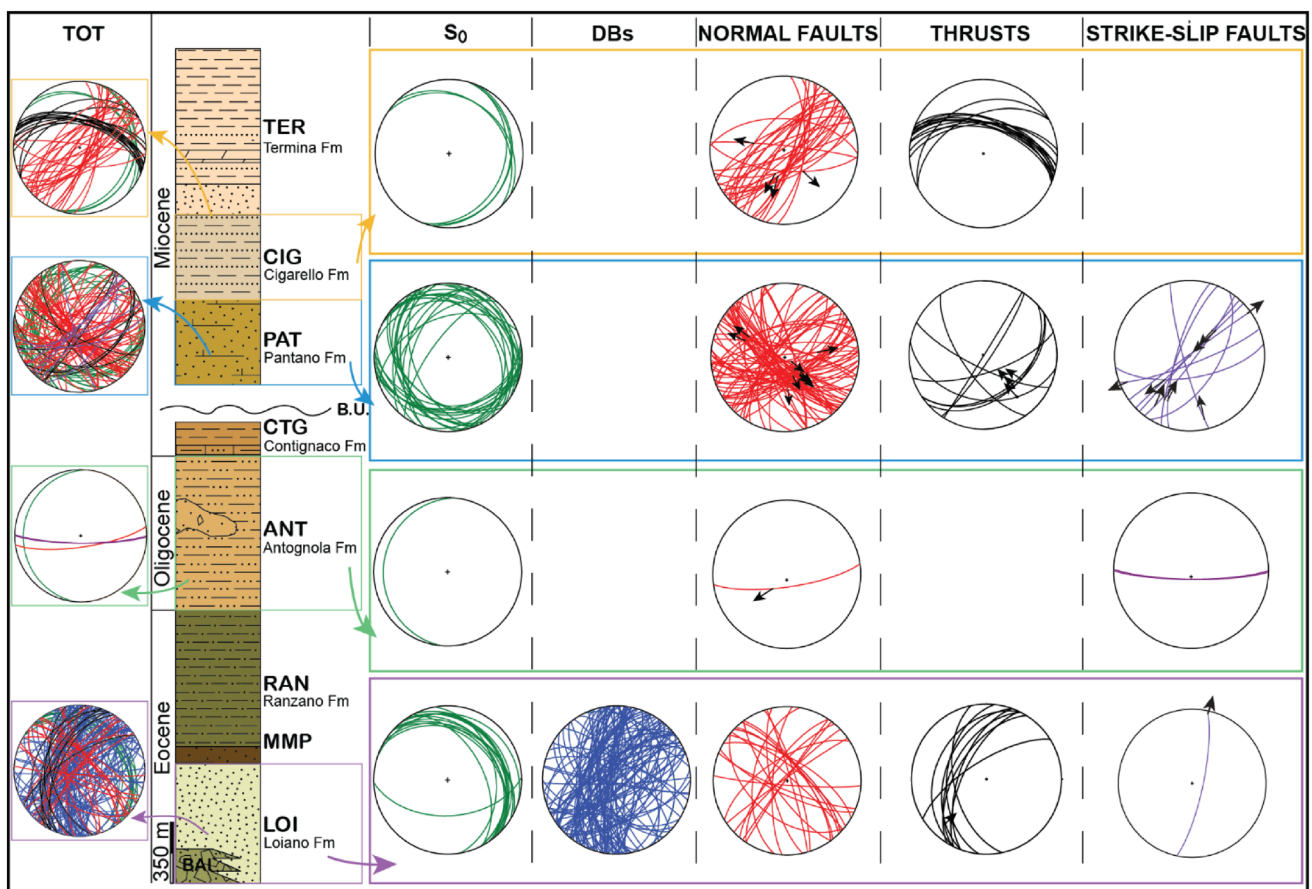 TOT
S₀
DBs
NORMAL FAULTS
THRUSTS
STRIKE-SLIP FAULTS
Miocene
TER
Termina Fm
CIG
Cigarello Fm
PAT
Pantano Fm
B.U.
CTG
Contignaco Fm
Oligocene
ANT
Antognola Fm
Eocene
RAN
Ranzano Fm
MMP
LOI
Loiano Fm
BAI
350 m